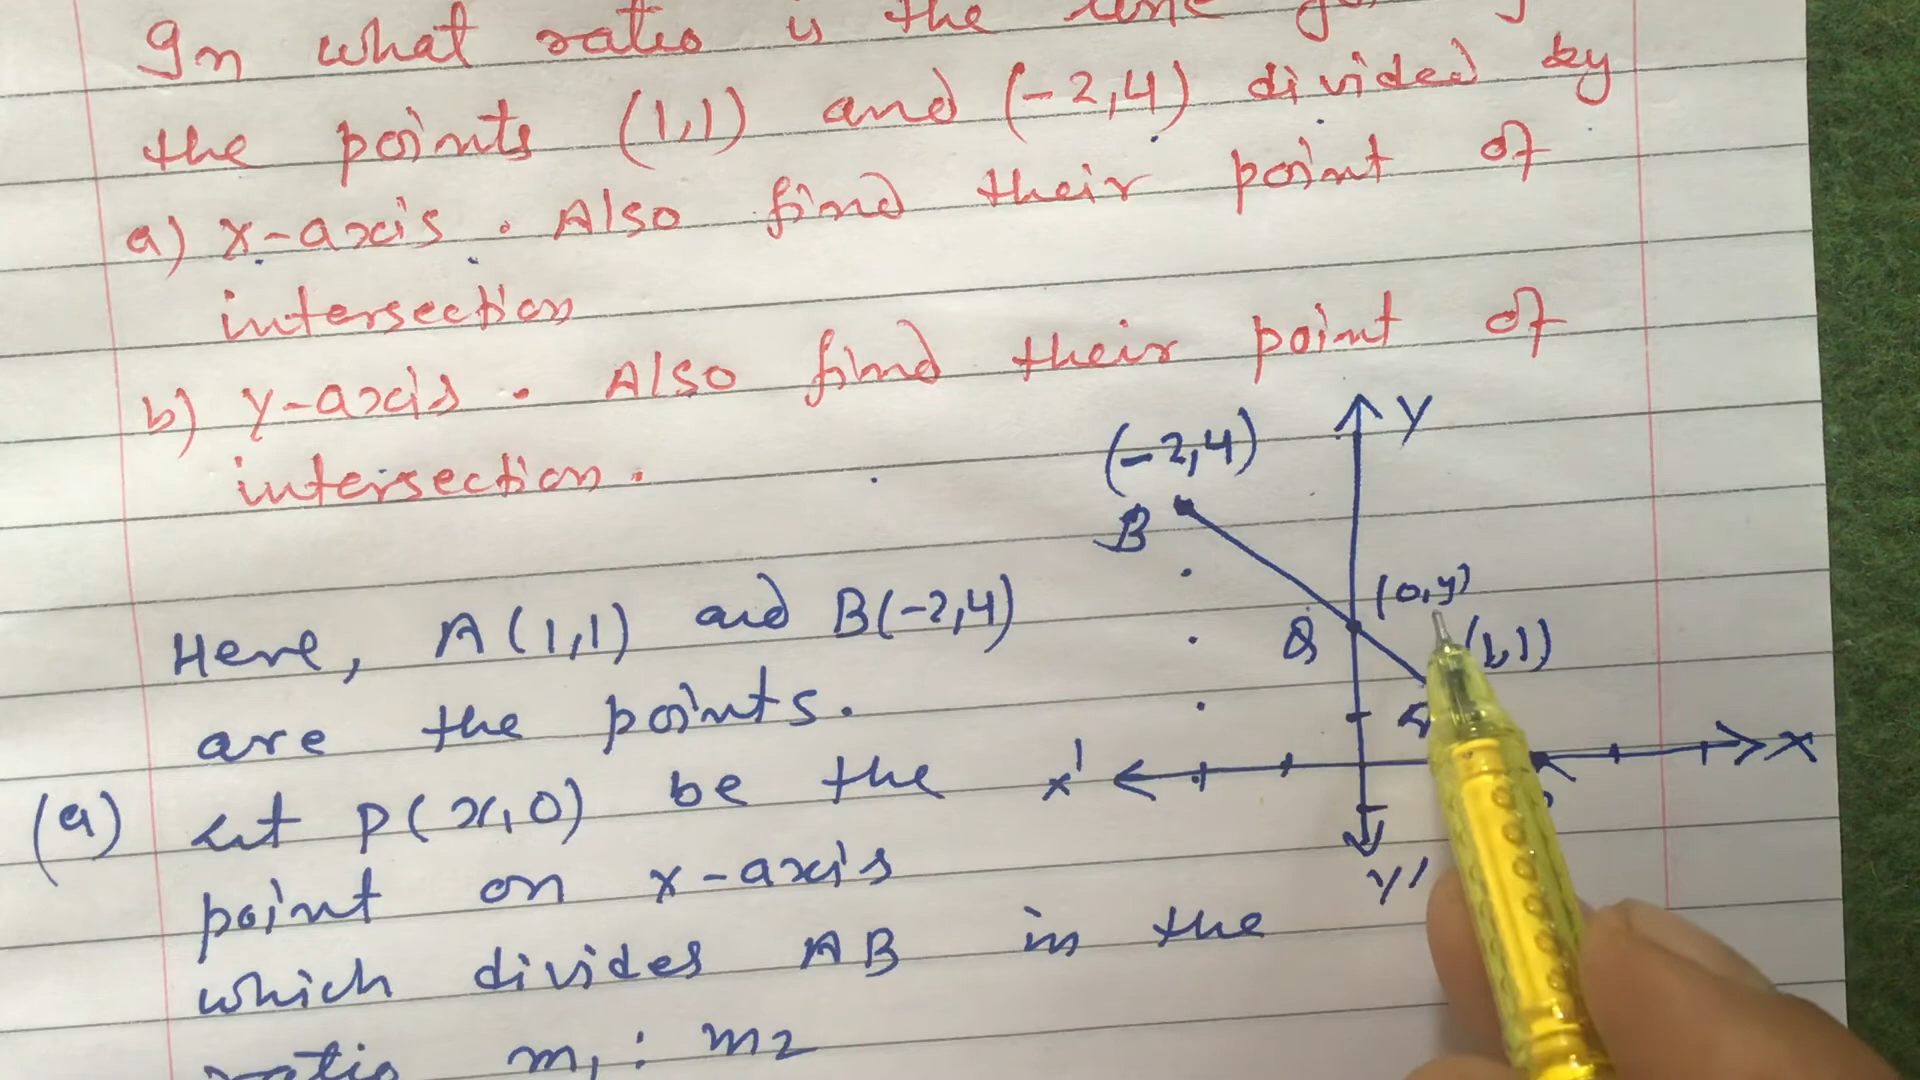 In what ratio is the line
the points (1,1) and (-2,4) divided by
a) x-axis. Also find their point of
intersection
b) y-axis. Also find their point of
intersection.
Y
(-2,4)
B
(0,y)
Q
(1,1)
x'
X
Y'
Here, A(1,1) and B(-2,4)
are the points.
(a) Let P(x,0) be the
point on x-axis
which divides AB in the
ratio m1 : m2